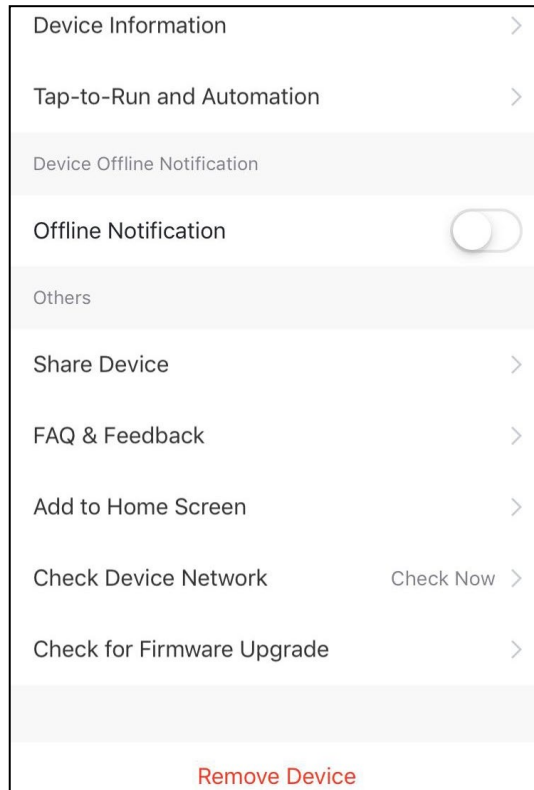 Device Information
Tap-to-Run and Automation
Device Offline Notification
Offline Notification
Others
Share Device
FAQ & Feedback
Add to Home Screen
Check Device Network Check Now
Check for Firmware Upgrade
Remove Device